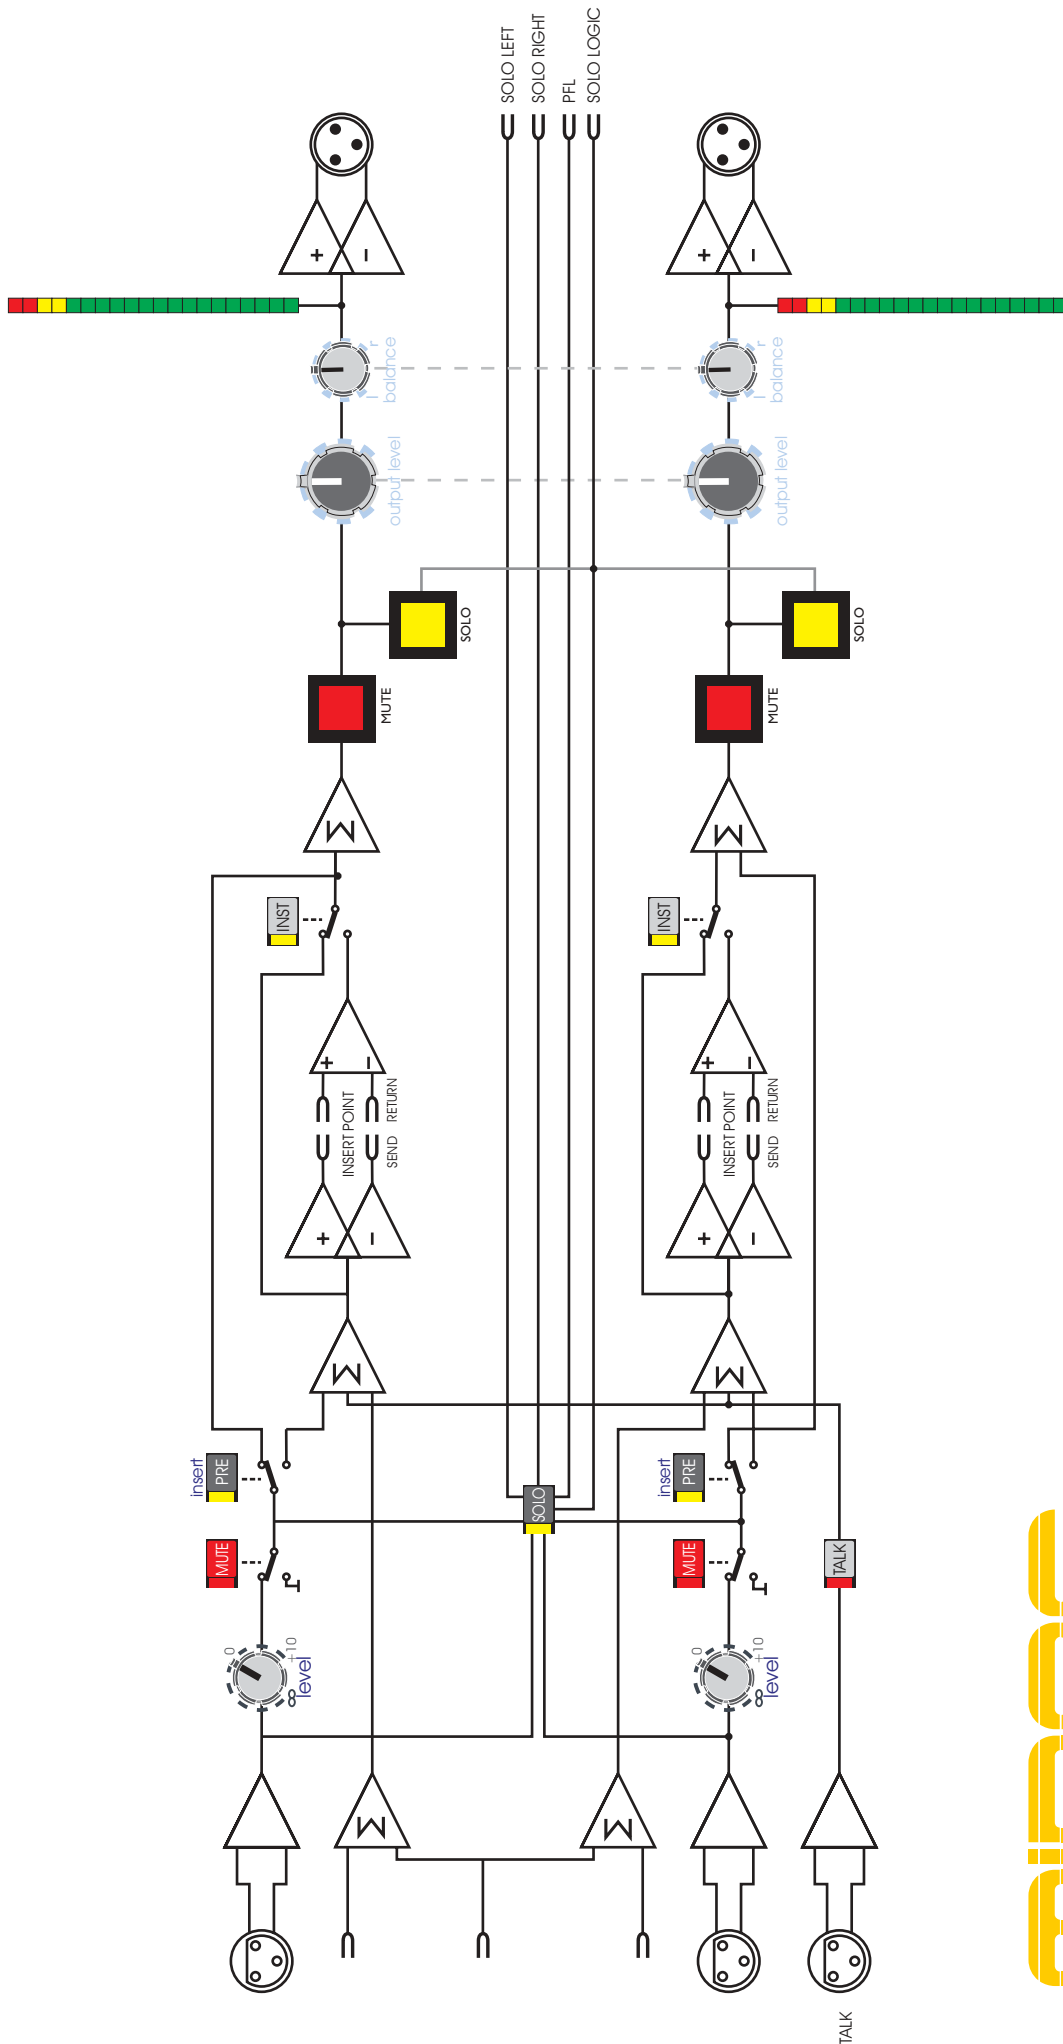 SOLO LEFT
SOLO RIGHT
PFL
SOLO LOGIC
+
−
+
−
r
balance
l
r
balance
l
output level
output level
SOLO
SOLO
MUTE
MUTE
Σ
Σ
INST
INST
+
−
+
−
INSERT POINT
SEND RETURN
INSERT POINT
SEND RETURN
+
−
+
−
Σ
Σ
insert
PRE
insert
PRE
SOLO
MUTE
MUTE
TALK
0
+10
∞
level
0
+10
∞
level
Σ
Σ
TALK